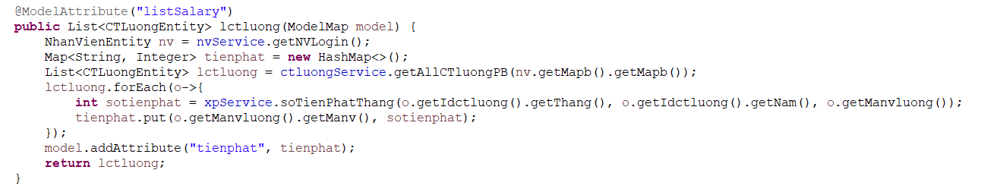 @ModelAttribute("listSalary")
public List<CTLuongEntity> lctluong(ModelMap model) {
    NhanVienEntity nv = nvService.getNVLogin();
    Map<String, Integer> tienphat = new HashMap<>();
    List<CTLuongEntity> lctluong = ctluongService.getAllCTluongPB(nv.getMapb().getMapb());
    lctluong.forEach(o->{
        int sotienphat = xpService.soTienPhatThang(o.getIdctluong().getThang(), o.getIdctluong().getNam(), o.getManvluong());
        tienphat.put(o.getManvluong().getManv(), sotienphat);
    });
    model.addAttribute("tienphat", tienphat);
    return lctluong;
}